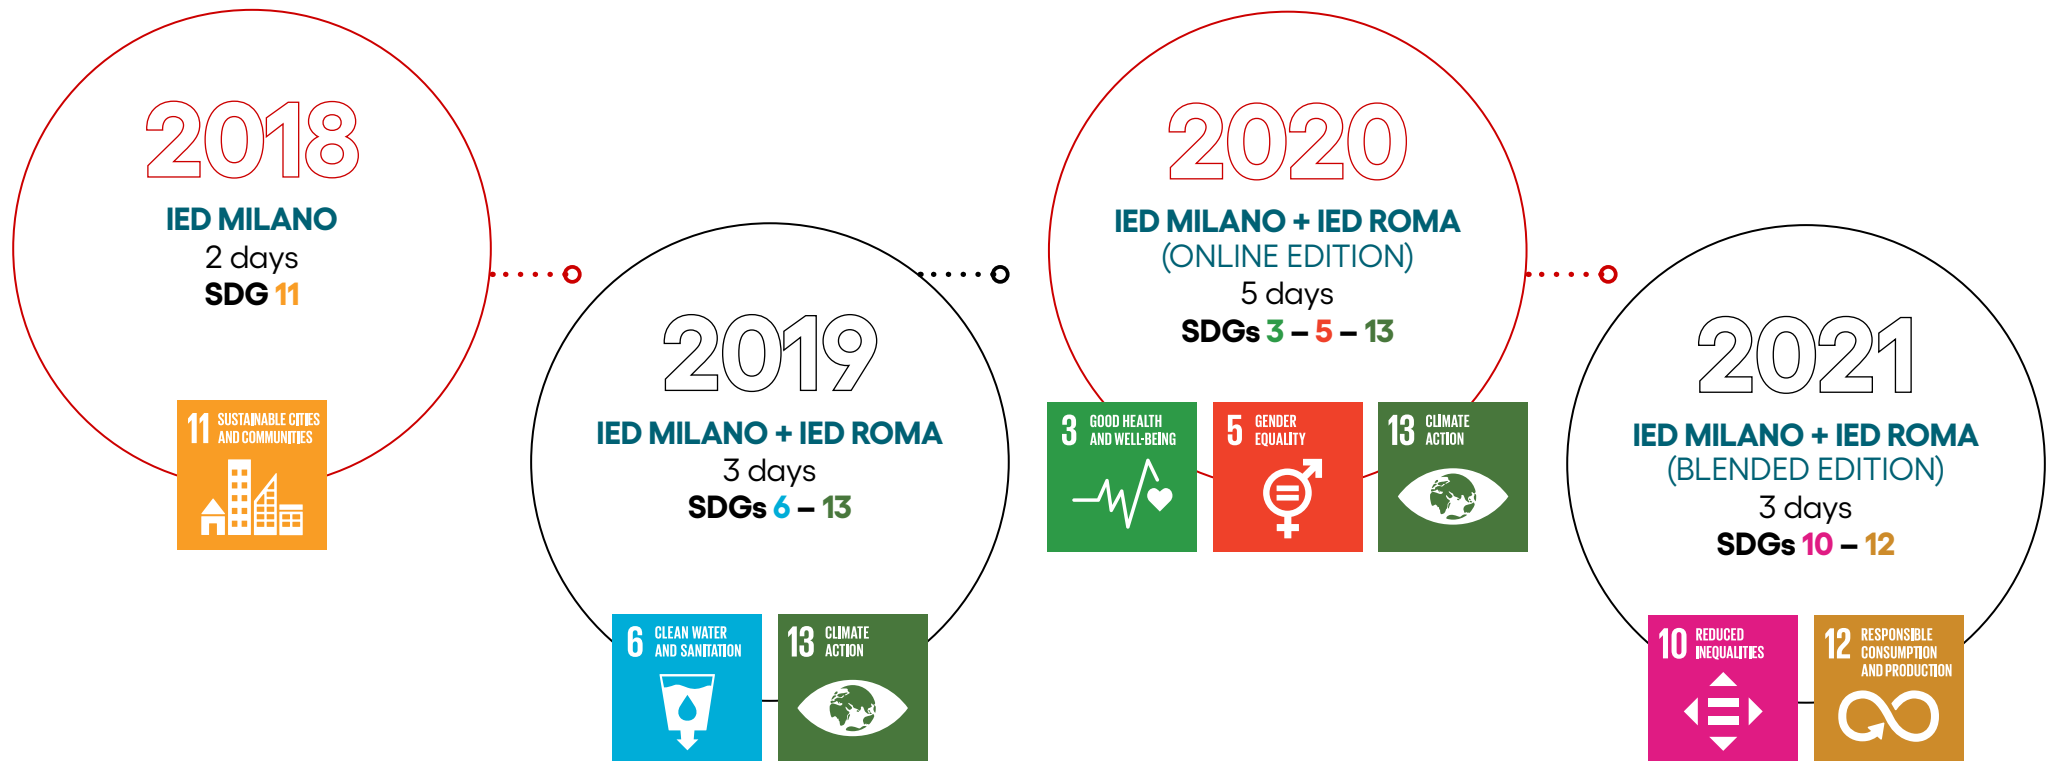 2018
IED MILANO
2 days
SDG 11
11 SUSTAINABLE CITIES
AND COMMUNITIES
2019
IED MILANO + IED ROMA
3 days
SDGs 6 – 13
6 CLEAN WATER
AND SANITATION
13 CLIMATE
ACTION
2020
IED MILANO + IED ROMA
(ONLINE EDITION)
5 days
SDGs 3 – 5 – 13
3 GOOD HEALTH
AND WELL-BEING
5 GENDER
EQUALITY
13 CLIMATE
ACTION
2021
IED MILANO + IED ROMA
(BLENDED EDITION)
3 days
SDGs 10 – 12
10 REDUCED
INEQUALITIES
12 RESPONSIBLE
CONSUMPTION
AND PRODUCTION